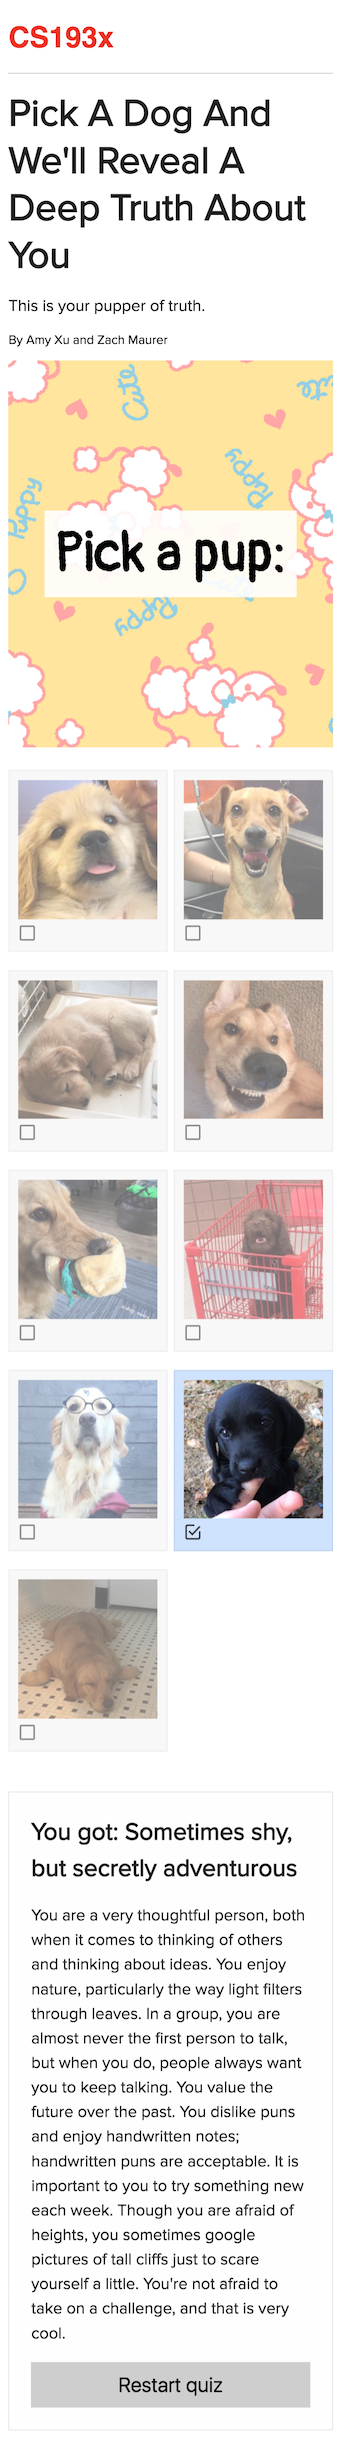 CS193x
Pick A Dog And
We'll Reveal A
Deep Truth About
You
This is your pupper of truth.
By Amy Xu and Zach Maurer
Cute
Puppy
Puppy
Pick a pup:
Puppy
You got: Sometimes shy,
but secretly adventurous
You are a very thoughtful person, both
when it comes to thinking of others
and thinking about ideas. You enjoy
nature, particularly the way light filters
through leaves. In a group, you are
almost never the first person to talk,
but when you do, people always want
you to keep talking. You value the
future over the past. You dislike puns
and enjoy handwritten notes;
handwritten puns are acceptable. It is
important to you to try something new
each week. Though you are afraid of
heights, you sometimes google
pictures of tall cliffs just to scare
yourself a little. You're not afraid to
take on a challenge, and that is very
cool.
Restart quiz